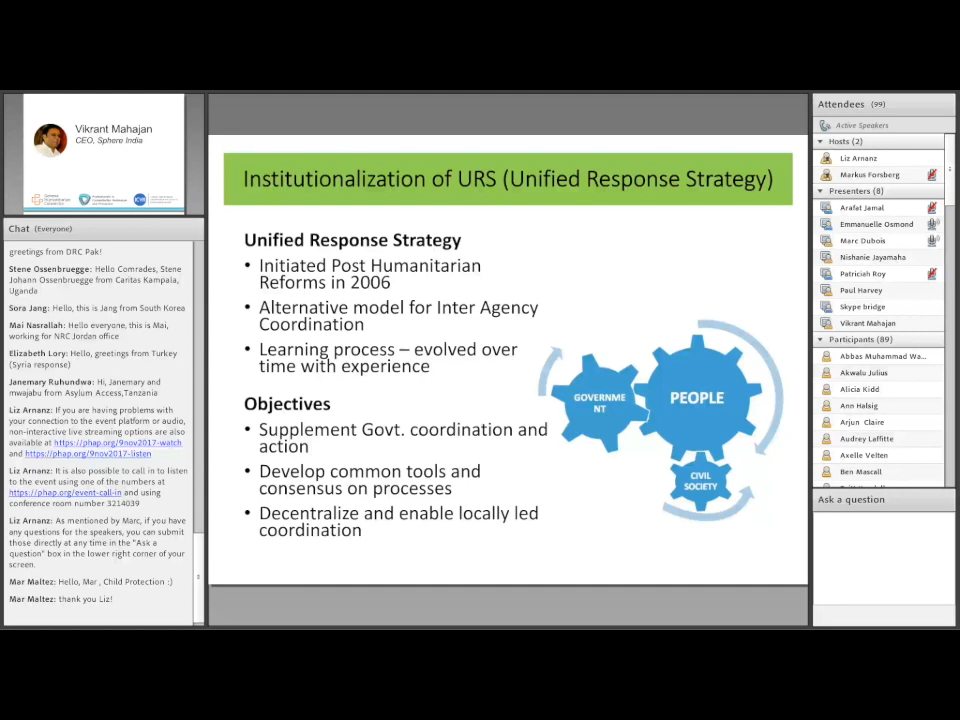 Vikrant Mahajan
CEO, Sphere India
Chat (Everyone)
greetings from DRC Pak!
Stene Ossenbruegge: Hello Comrades, Stene
Johann Ossenbruegge from Caritas Kampala,
Uganda
Sora Jang: Hello, this is Jang from South Korea
Mai Nasrallah: Hello everyone, this is Mai,
working for NRC Jordan office
Elizabeth Lory: Hello, greetings from Turkey
(Syria response)
Janemary Ruhundwa: Hi, Janemary and
mwajabu from Asylum Access,Tanzania
Liz Arnanz: If you are having problems with
your connection to the event platform or audio,
non-interactive live streaming options are also
available at https://phap.org/9nov2017-watch
and https://phap.org/9nov2017-listen
Liz Arnanz: It is also possible to call in to listen
to the event using one of the numbers at
https://phap.org/event-call-in and using
conference room number 3214039
Liz Arnanz: As mentioned by Marc, if you have
any questions for the speakers, you can submit
those directly at any time in the "Ask a
question" box in the lower right corner of your
screen.
Mar Maltez: Hello, Mar , Child Protection :)
Mar Maltez: thank you Liz!
Institutionalization of URS (Unified Response Strategy)
Unified Response Strategy
• Initiated Post Humanitarian
Reforms in 2006
• Alternative model for Inter Agency
Coordination
• Learning process – evolved over
time with experience
Objectives
• Supplement Govt. coordination and
action
• Develop common tools and
consensus on processes
• Decentralize and enable locally led
coordination
GOVERNME
NT
PEOPLE
CIVIL
SOCIETY
Attendees (99)
Active Speakers
Hosts (2)
Liz Arnanz
Markus Forsberg
Presenters (8)
Arafat Jamal
Emmanuelle Osmond
Marc Dubois
Nishanie Jayamaha
Patriciah Roy
Paul Harvey
Skype bridge
Vikrant Mahajan
Participants (89)
Abbas Muhammad Wa...
Akwalu Julius
Alicia Kidd
Ann Halsig
Arjun Claire
Audrey Laffitte
Axelle Velten
Ben Mascall
Ask a question